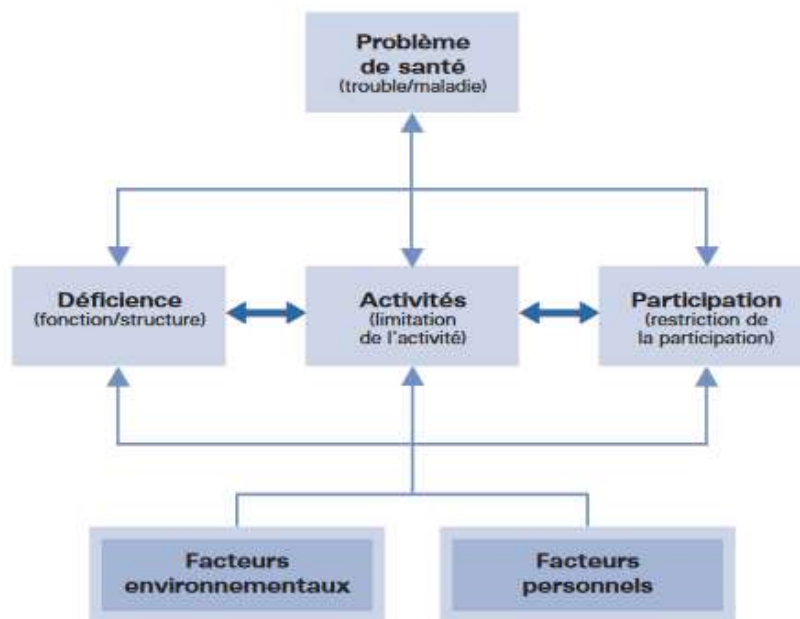 Problème
de santé
(trouble/maladie)
Déficience
(fonction/structure)
Activités
(limitation
de l'activité)
Participation
(restriction de
la participation)
Facteurs
environnementaux
Facteurs
personnels